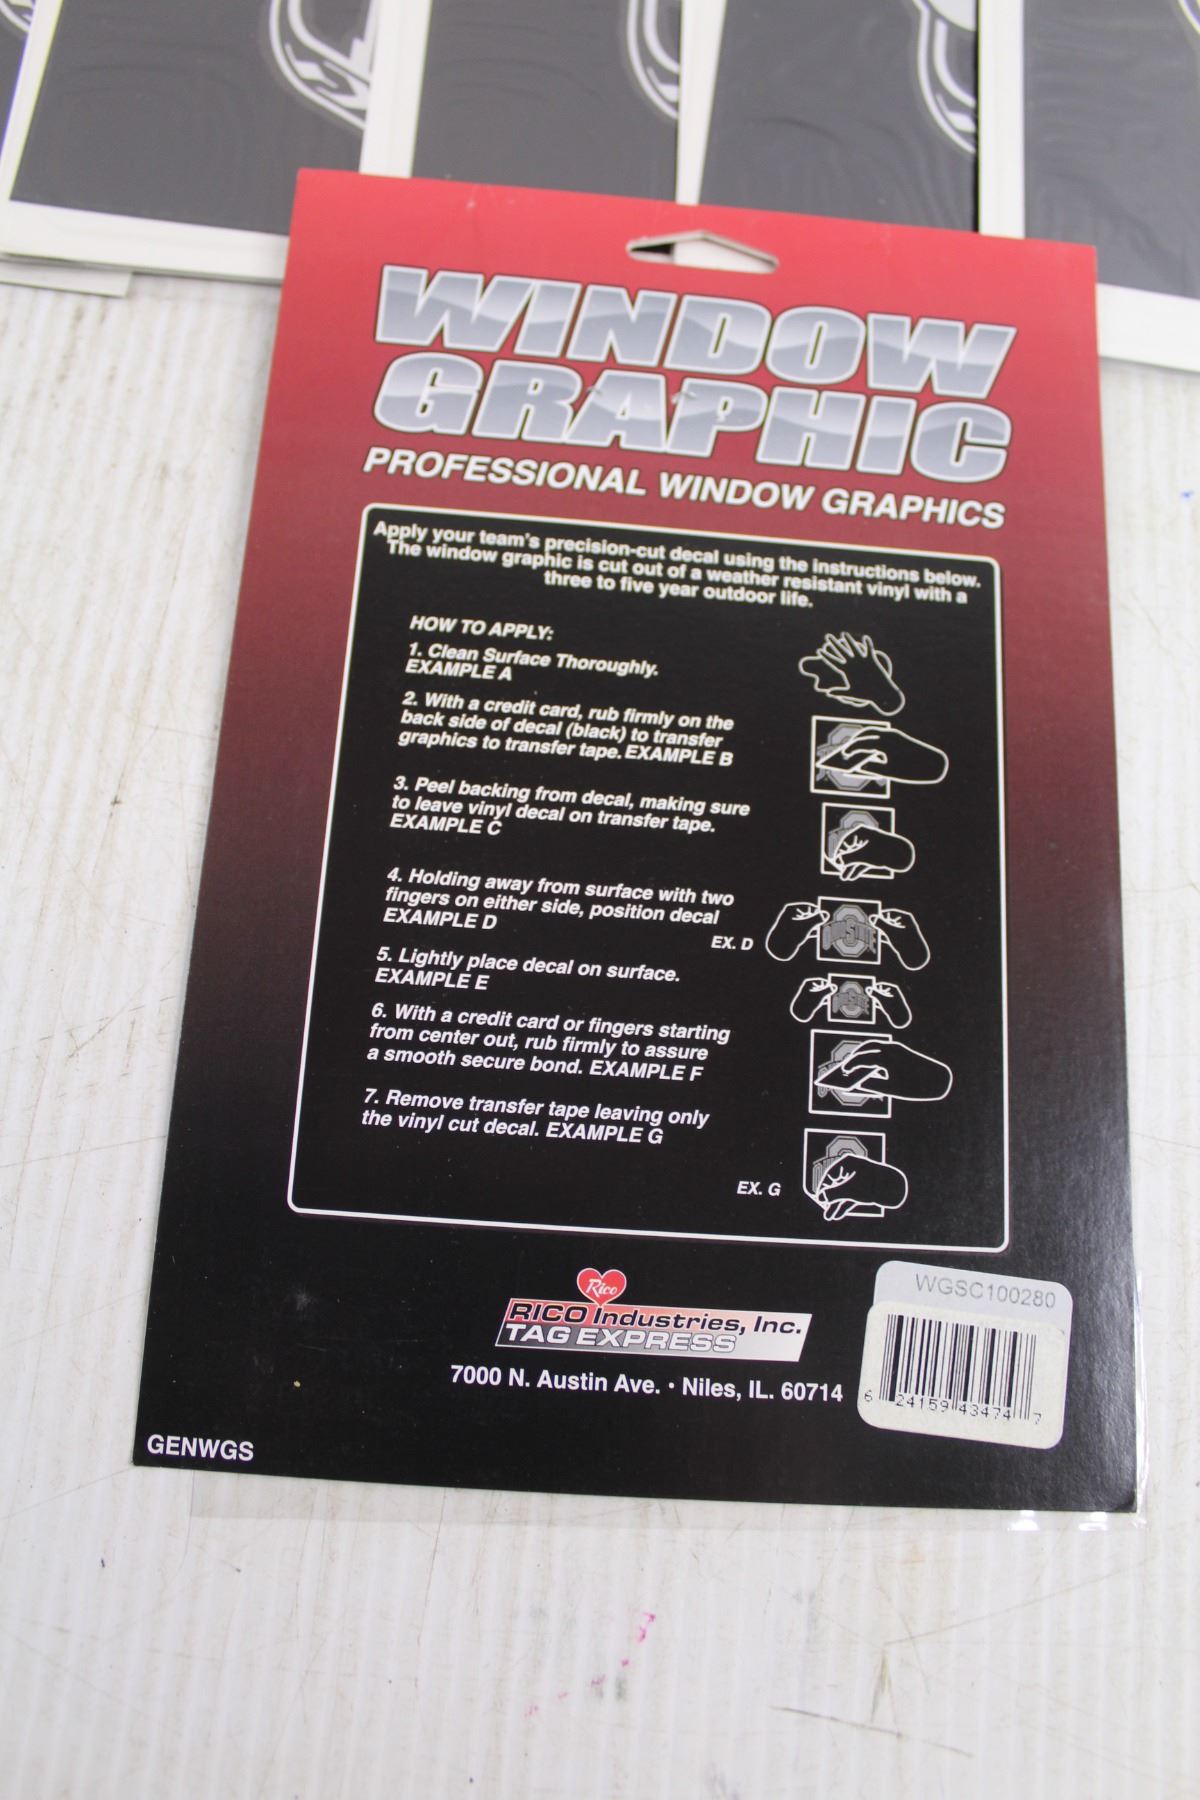 WINDOW
GRAPHIC
PROFESSIONAL WINDOW GRAPHICS
Apply your team's precision-cut decal using the instructions below.
The window graphic is cut out of a weather resistant vinyl with a
three to five year outdoor life.
HOW TO APPLY:
1. Clean Surface Thoroughly.
EXAMPLE A
2. With a credit card, rub firmly on the
back side of decal (black) to transfer
graphics to transfer tape. EXAMPLE B
3. Peel backing from decal, making sure
to leave vinyl decal on transfer tape.
EXAMPLE C
4. Holding away from surface with two
fingers on either side, position decal
EXAMPLE D
EX. D
5. Lightly place decal on surface.
EXAMPLE E
6. With a credit card or fingers starting
from center out, rub firmly to assure
a smooth secure bond. EXAMPLE F
7. Remove transfer tape leaving only
the vinyl cut decal. EXAMPLE G
EX. G
Rico
RICO Industries, Inc.
TAG EXPRESS
7000 N. Austin Ave. • Niles, IL. 60714
WGSC100280
6 24159 43474 7
GENWGS